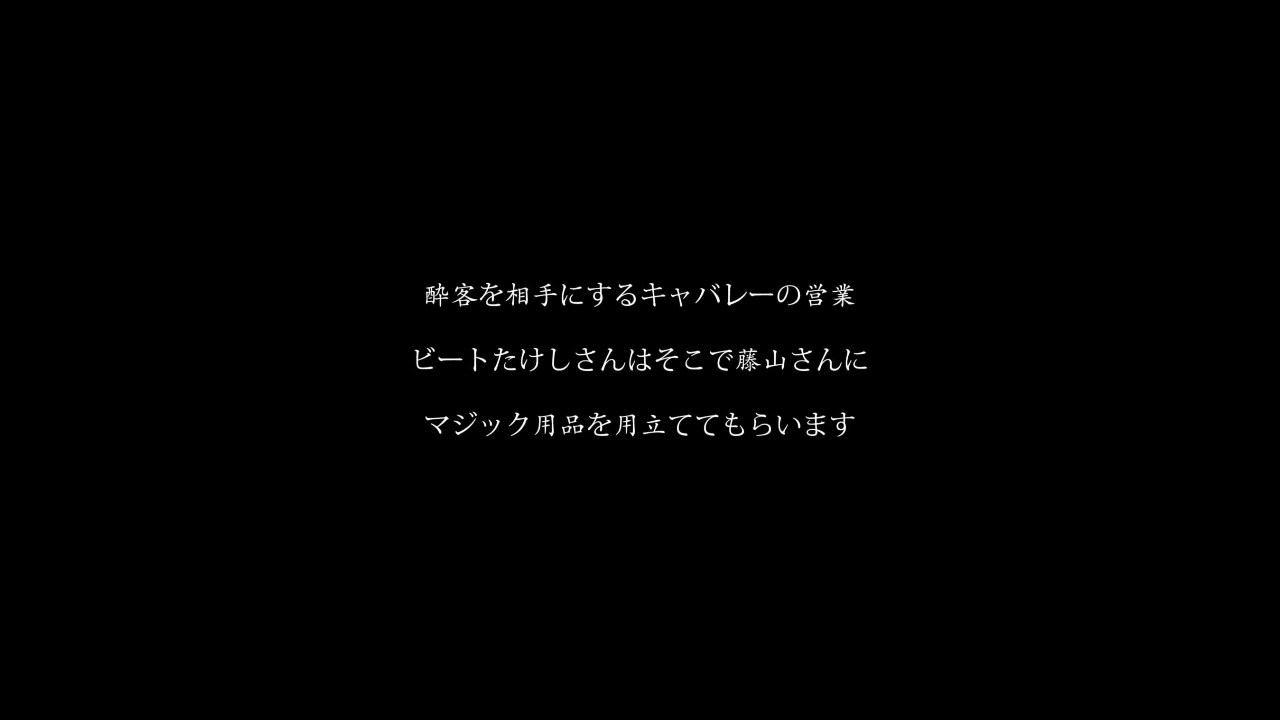 酔客を相手にするキャバレーの営業
ビートたけしさんはそこで藤山さんに
マジック用品を用立ててもらいます